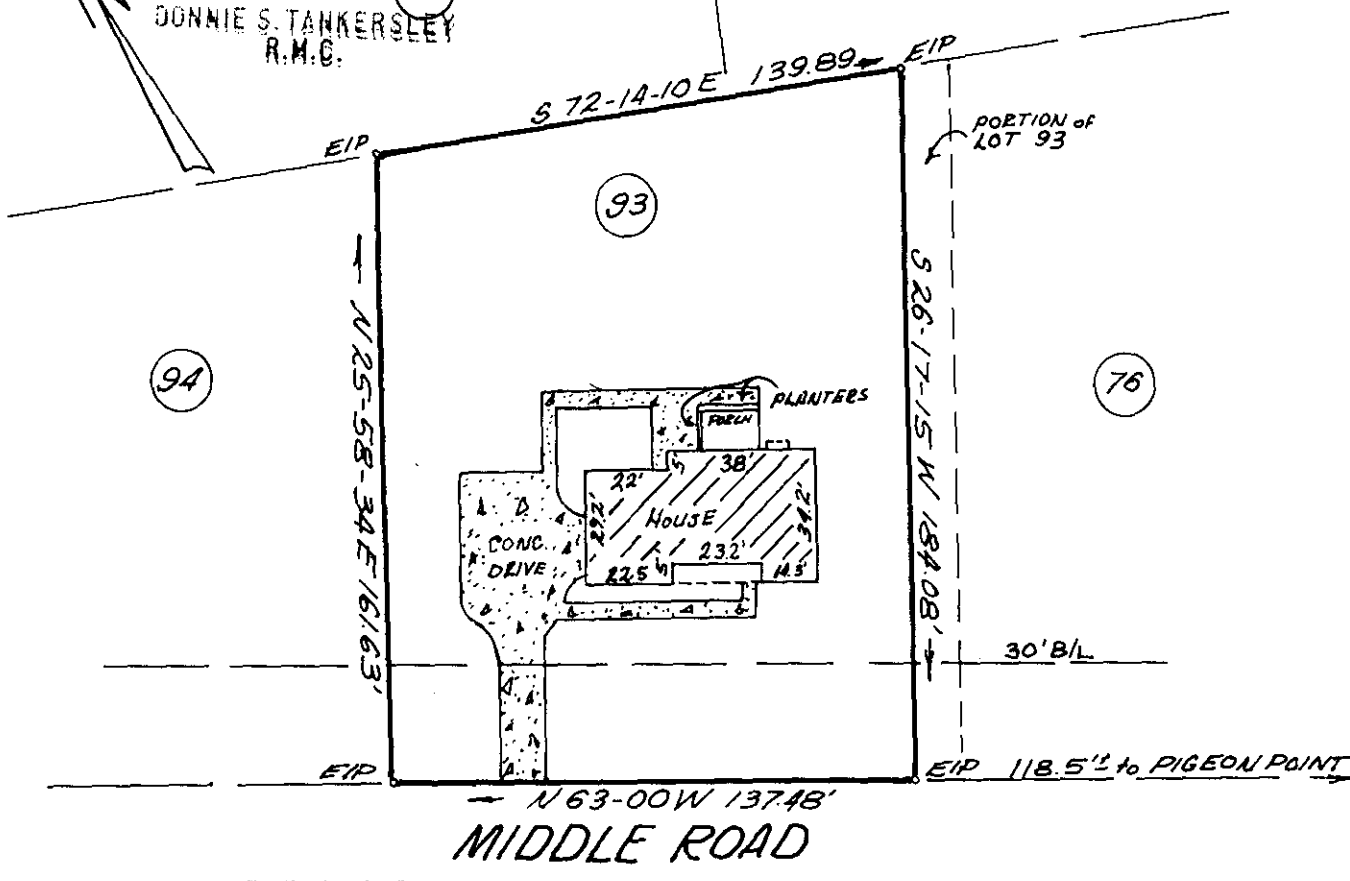 DONNIE S. TANKERSLEY
R.M.C.
EIP
S 72-14-10 E 139.89
EIP
PORTION of
LOT 93
93
94
76
N 25-58-34 E 161.63'
S 26-17-15 W 184.08'
PLANTERS
PORCH
22'
5'
38'
29.2'
HOUSE
34.2'
CONC.
DRIVE
22.5
5'
23.2'
14.3'
30' B/L
EIP
N 63-00 W 137.48'
EIP
118.5'± to PIGEON POINT
MIDDLE ROAD